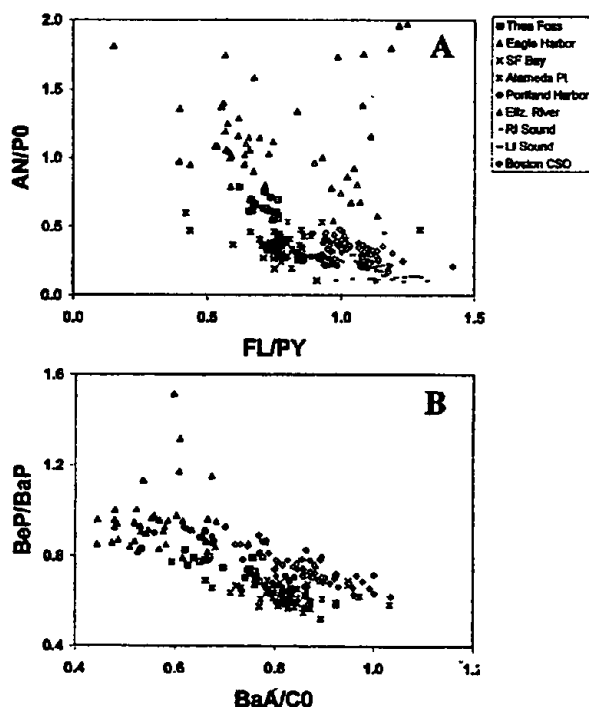 A
2.0
1.5
1.0
0.5
0.0
AN/P0
0.0 0.5 1.0 1.5
FL/PY
Thea Foss
Eagle Harbor
SF Bay
Alameda Pt.
Portland Harbor
Eliz. River
RI Sound
LI Sound
Boston CSO
B
1.6
1.2
0.8
0.4
BeP/BaP
0.4 0.6 0.8 1.0 1.2
BaA/C0